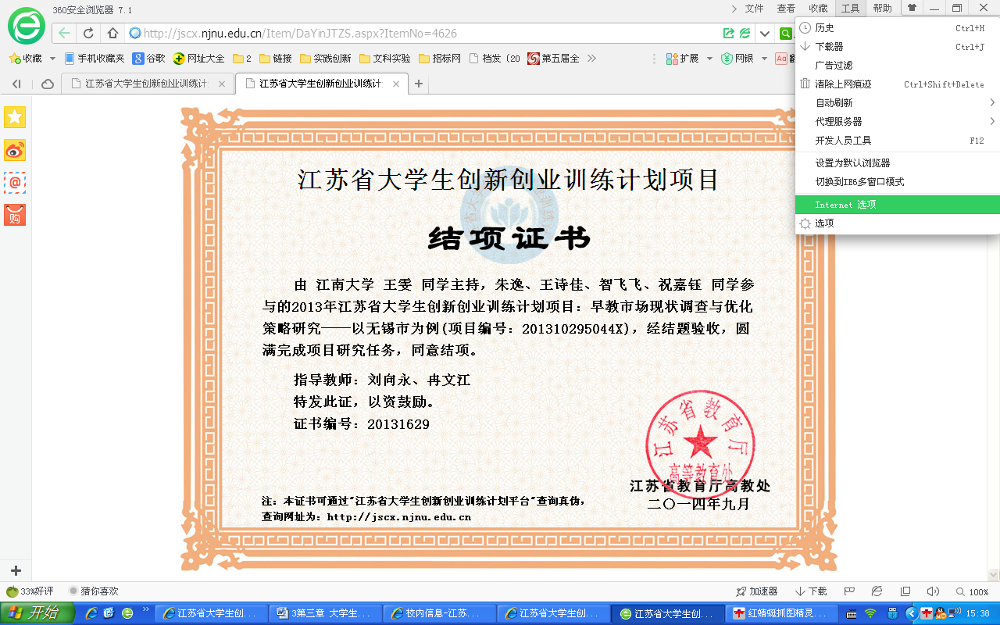 360安全浏览器 7.1
文件 查看 收藏 工具 帮助
http://jscx.njnu.edu.cn/Item/DaYinJTZS.aspx?ItemNo=4626
收藏 手机收藏夹 谷歌 网址大全 2 链接 实践创新 文科实验 招标网 档发（20 第五届全 扩展 网银 Aa 翻
江苏省大学生创新创业训练计 江苏省大学生创新创业训练计
历史 Ctrl+H
下载器 Ctrl+J
广告过滤
清除上网痕迹 Ctrl+Shift+Delete
自动刷新
代理服务器
开发人员工具 F12
设置为默认浏览器
切换到IE6多窗口模式
Internet 选项
选项
购
江苏省大学生创新创业训练计划项目
结项证书
由 江南大学 王雯 同学主持，朱逸、王诗佳、智飞飞、祝嘉钰 同学参
与的2013年江苏省大学生创新创业训练计划项目：早教市场现状调查与优化
策略研究——以无锡市为例(项目编号：201310295044X)，经结题验收，圆
满完成项目研究任务，同意结项。
指导教师：刘向永、冉文江
特发此证，以资鼓励。
证书编号：20131629
江苏省教育厅
高等教育处
江苏省教育厅高教处
二〇一四年九月
注：本证书可通过"江苏省大学生创新创业训练计划平台"查询真伪，
查询网址为：http://jscx.njnu.edu.cn
33%好评 猜你喜欢 加速器 下载 100%
开始 江苏省大学生创... 3第三章 大学生... 校内信息-江苏... 江苏省大学生创... 江苏省大学生创... 红蜻蜓抓图精灵... 15:38